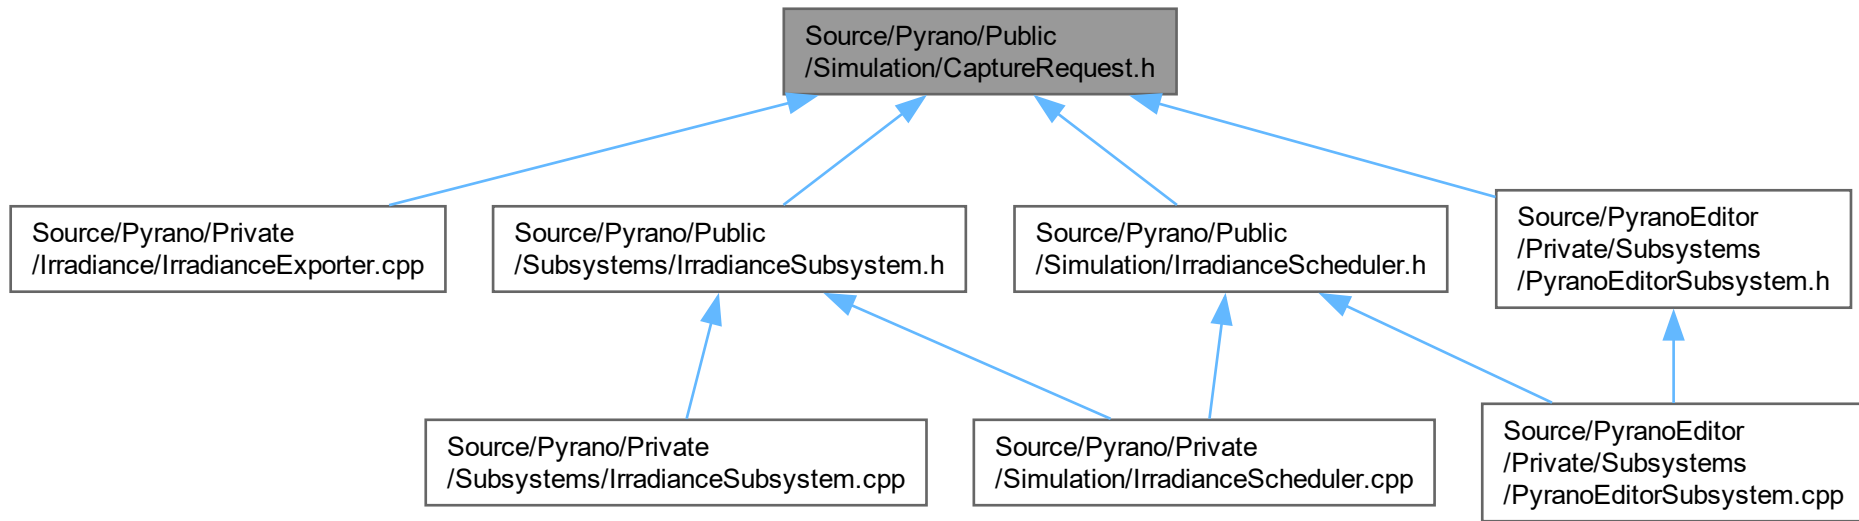 Source/Pyrano/Public
/Simulation/CaptureRequest.h
Source/Pyrano/Private
/Irradiance/IrradianceExporter.cpp
Source/Pyrano/Public
/Subsystems/IrradianceSubsystem.h
Source/Pyrano/Public
/Simulation/IrradianceScheduler.h
Source/PyranoEditor
/Private/Subsystems
/PyranoEditorSubsystem.h
Source/Pyrano/Private
/Subsystems/IrradianceSubsystem.cpp
Source/Pyrano/Private
/Simulation/IrradianceScheduler.cpp
Source/PyranoEditor
/Private/Subsystems
/PyranoEditorSubsystem.cpp